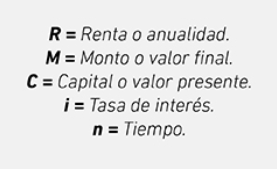 R = Renta o anualidad.
M = Monto o valor final.
C = Capital o valor presente.
i = Tasa de interés.
n = Tiempo.